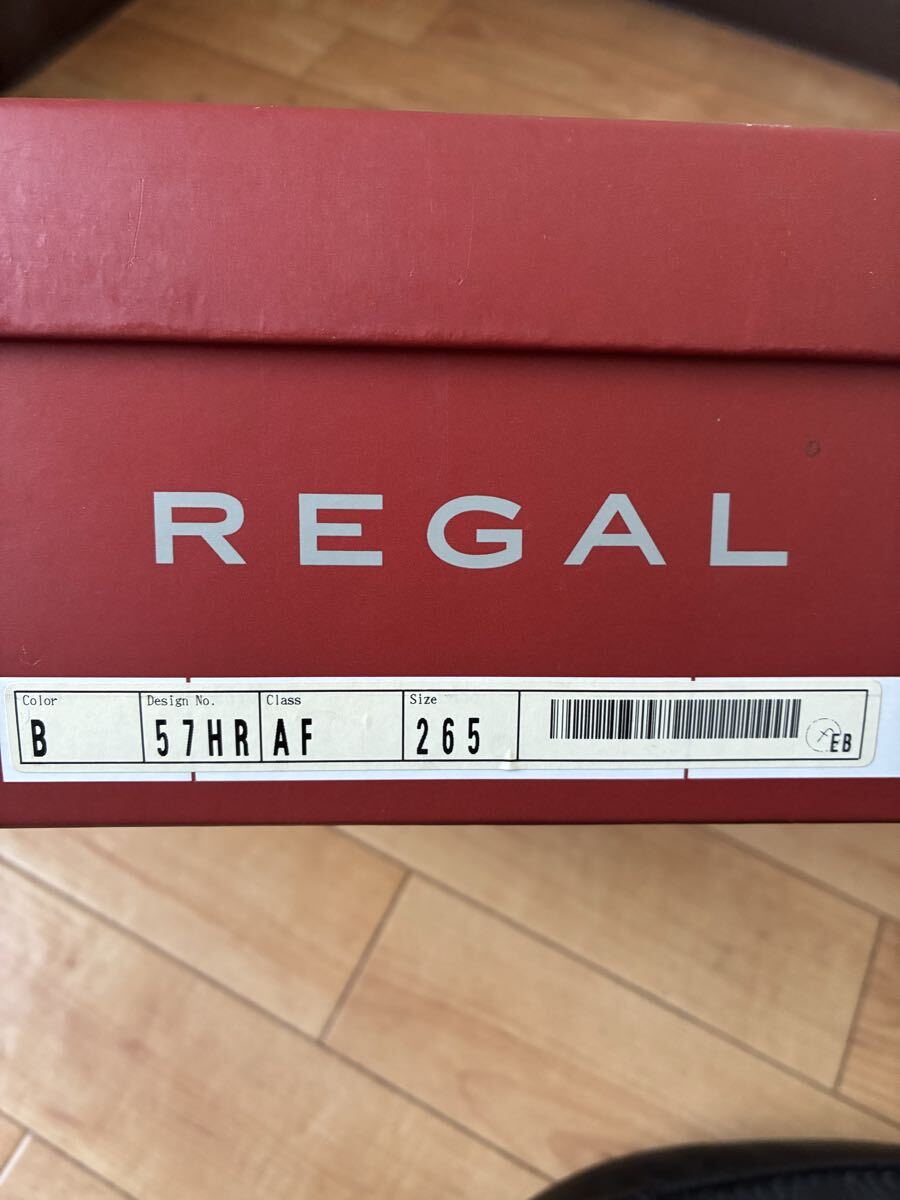 REGAL
Color Design No. Class Size
B 57HR AF 265 EB